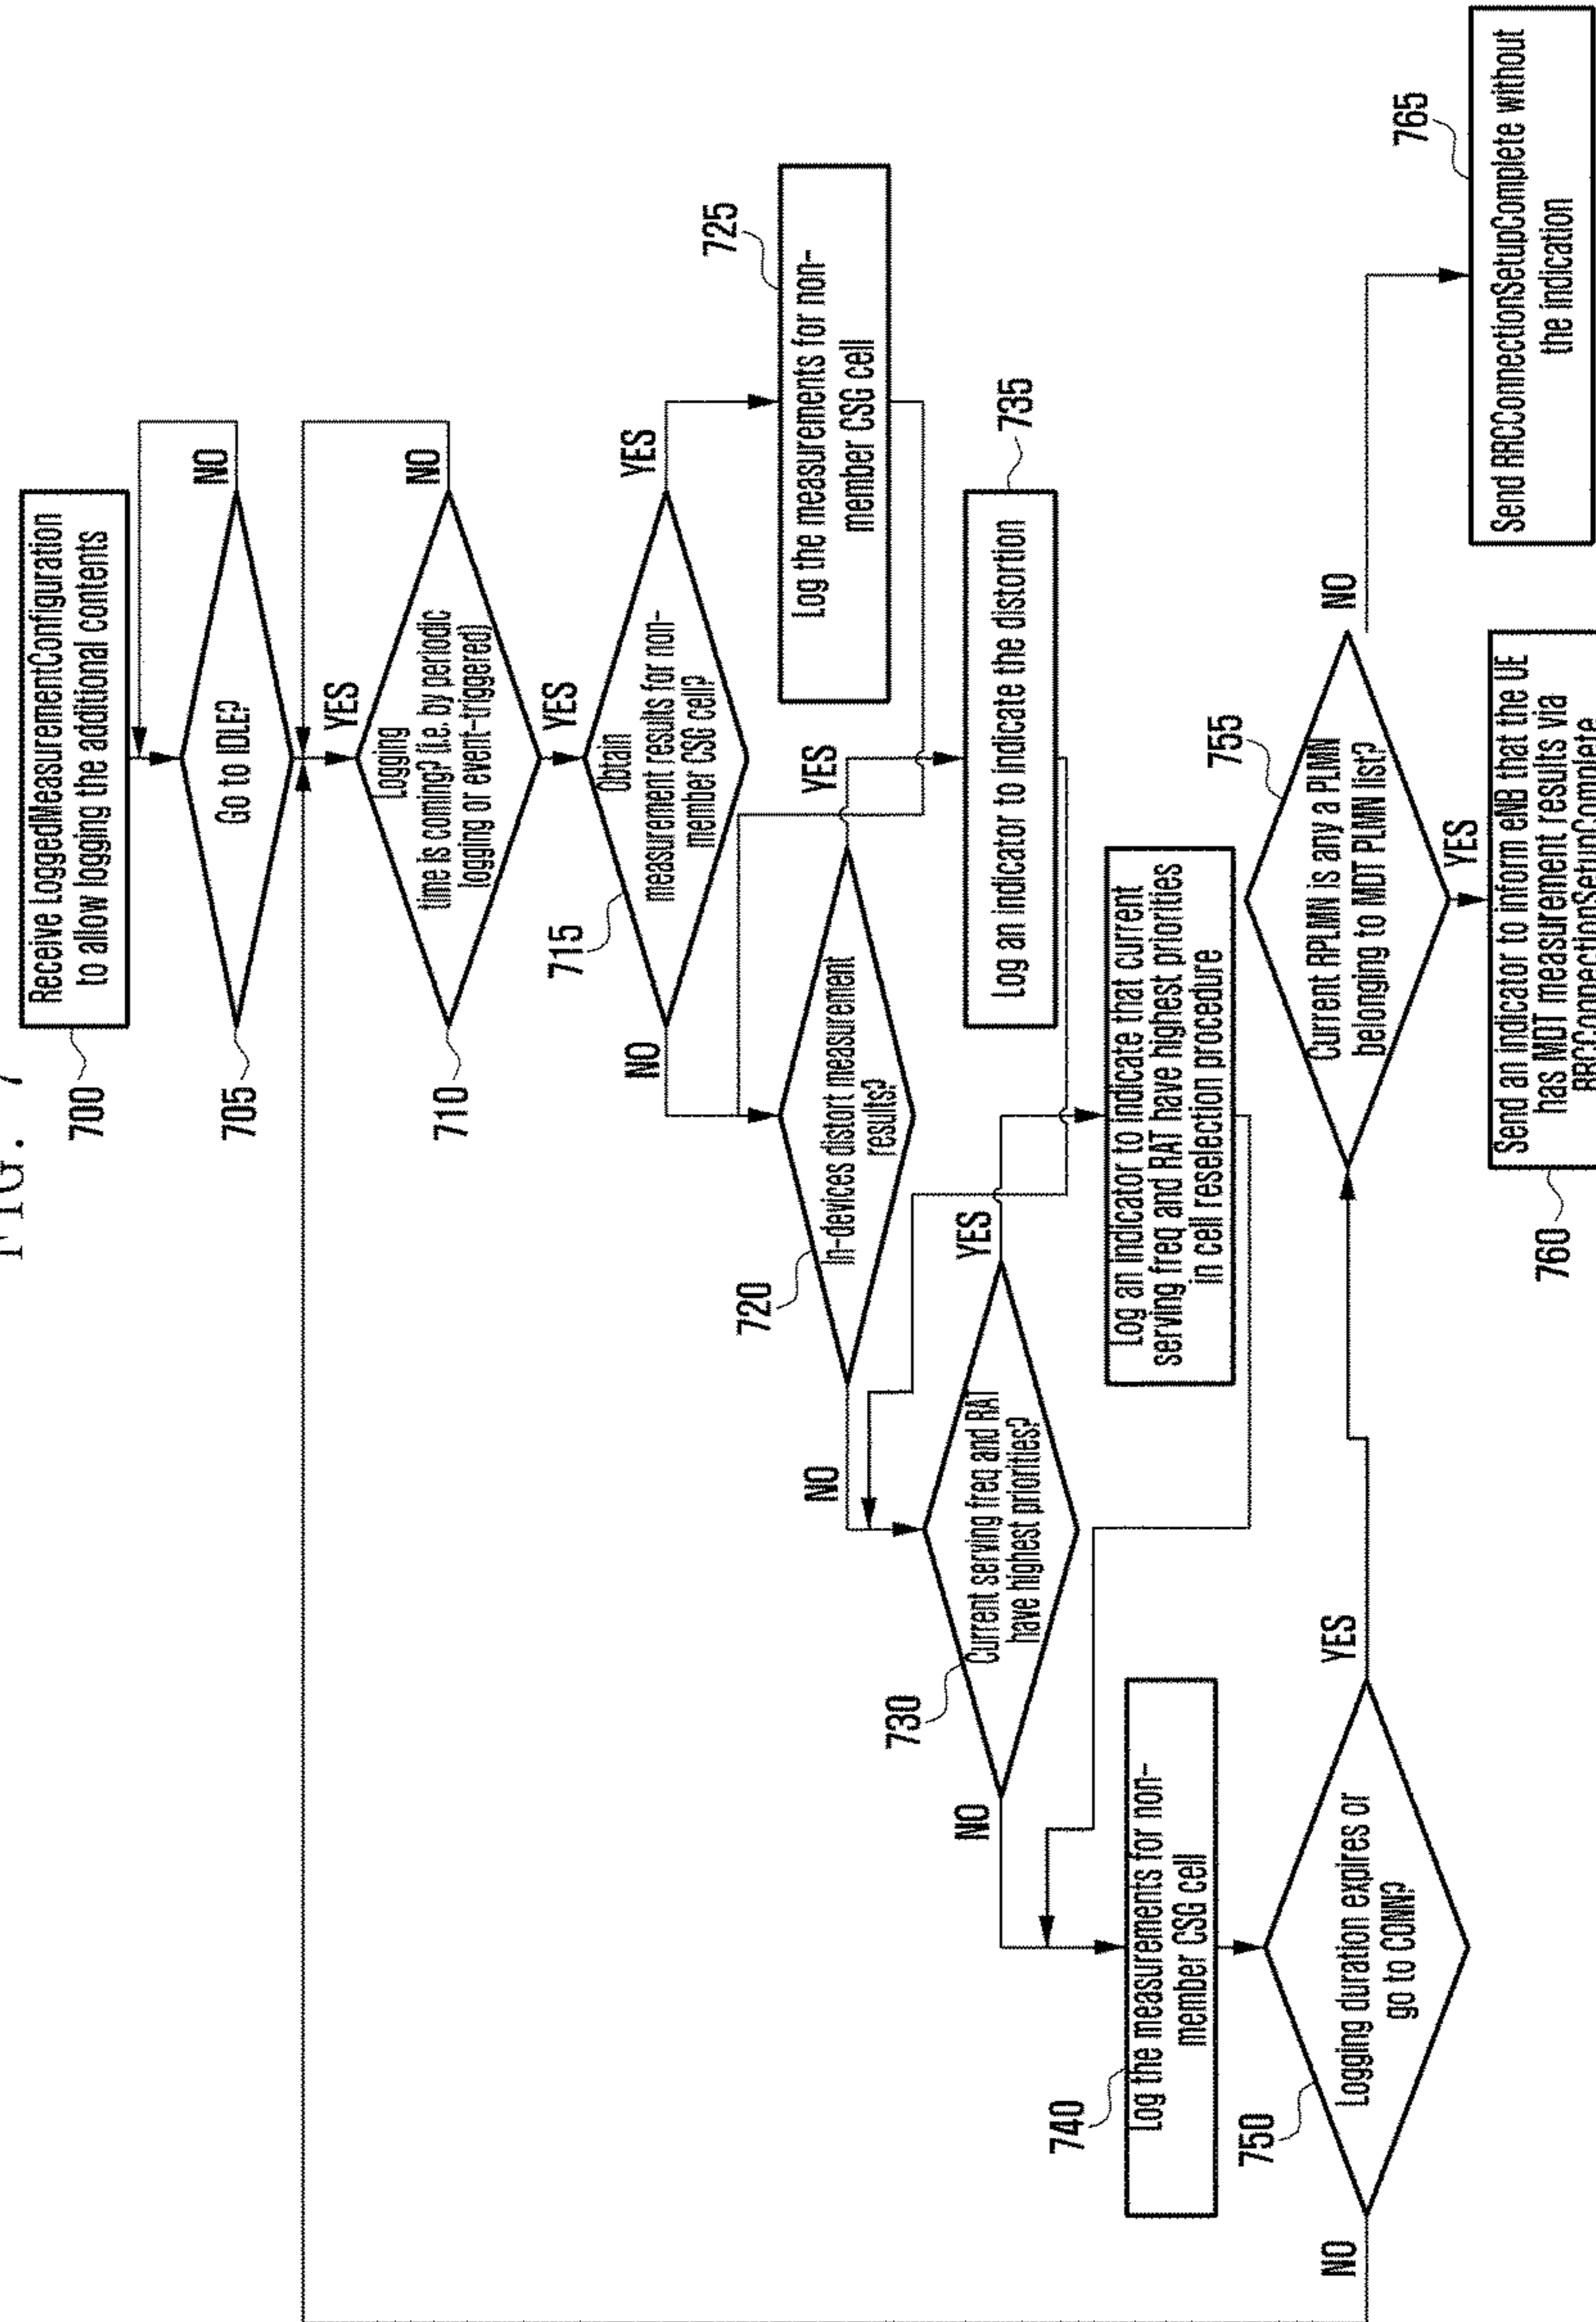 FIG. 7
700
Receive LoggedMeasurementConfiguration
to allow logging the additional contents
705
Go to IDLE?
NO
YES
710
Logging
time is coming? (i.e. by periodic
logging or event-triggered)
NO
YES
715
Obtain
measurement results for non-
member CSG cell?
NO
YES
725
Log the measurements for non-
member CSG cell
720
In-devices distort measurement
results?
NO
YES
735
Log an indicator to indicate the distortion
730
Current serving freq and RAT
have highest priorities?
NO
YES
Log an indicator to indicate that current
serving freq and RAT have highest priorities
in cell reselection procedure
740
Log the measurements for non-
member CSG cell
750
Logging duration expires or
go to CONN?
NO
YES
755
Current RPLMN is any a PLMN
belonging to MDT PLMN list?
NO
YES
760
Send an indicator to inform eNB that the UE
has MDT measurement results via
RRCConnectionSetupComplete
765
Send RRCConnectionSetupComplete without
the indication